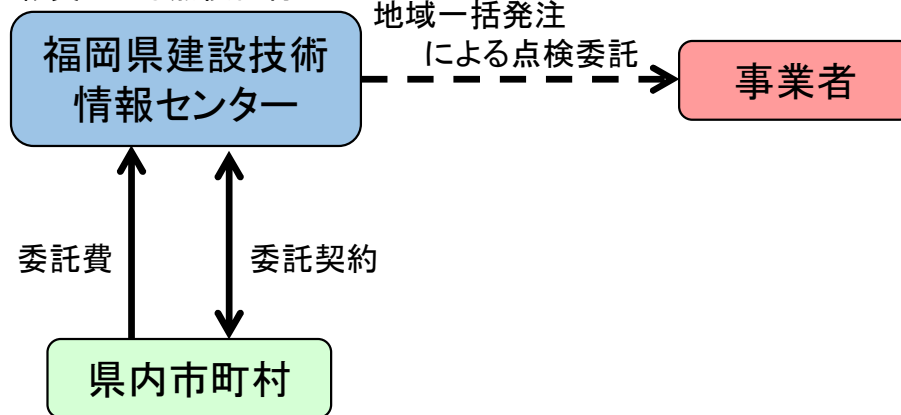 地域一括発注
による点検委託
福岡県建設技術
情報センター
事業者
委託費
委託契約
県内市町村